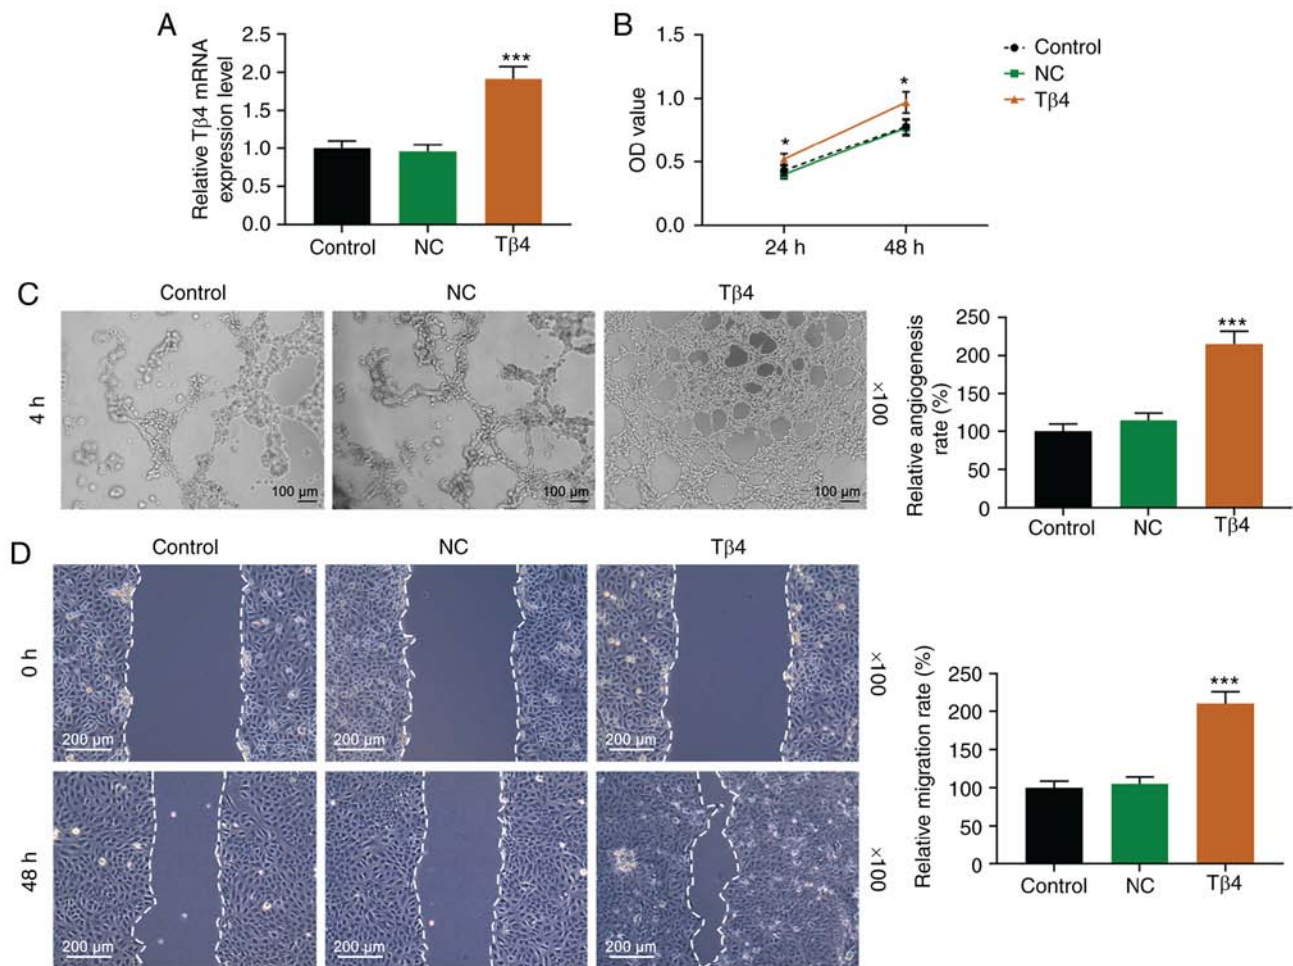 A
Relative Tβ4 mRNA
expression level
2.5
2.0
1.5
1.0
0.5
0.0
***
Control
NC
Tβ4
B
OD value
1.5
1.0
0.5
0.0
*
*
24 h
48 h
Control
NC
Tβ4
C
Control
NC
Tβ4
4 h
100 μm
100 μm
100 μm
×100
Relative angiogenesis
rate (%)
250
200
150
100
50
0
***
Control
NC
Tβ4
D
Control
NC
Tβ4
0 h
200 μm
200 μm
200 μm
×100
48 h
200 μm
200 μm
200 μm
×100
Relative migration rate (%)
250
200
150
100
50
0
***
Control
NC
Tβ4